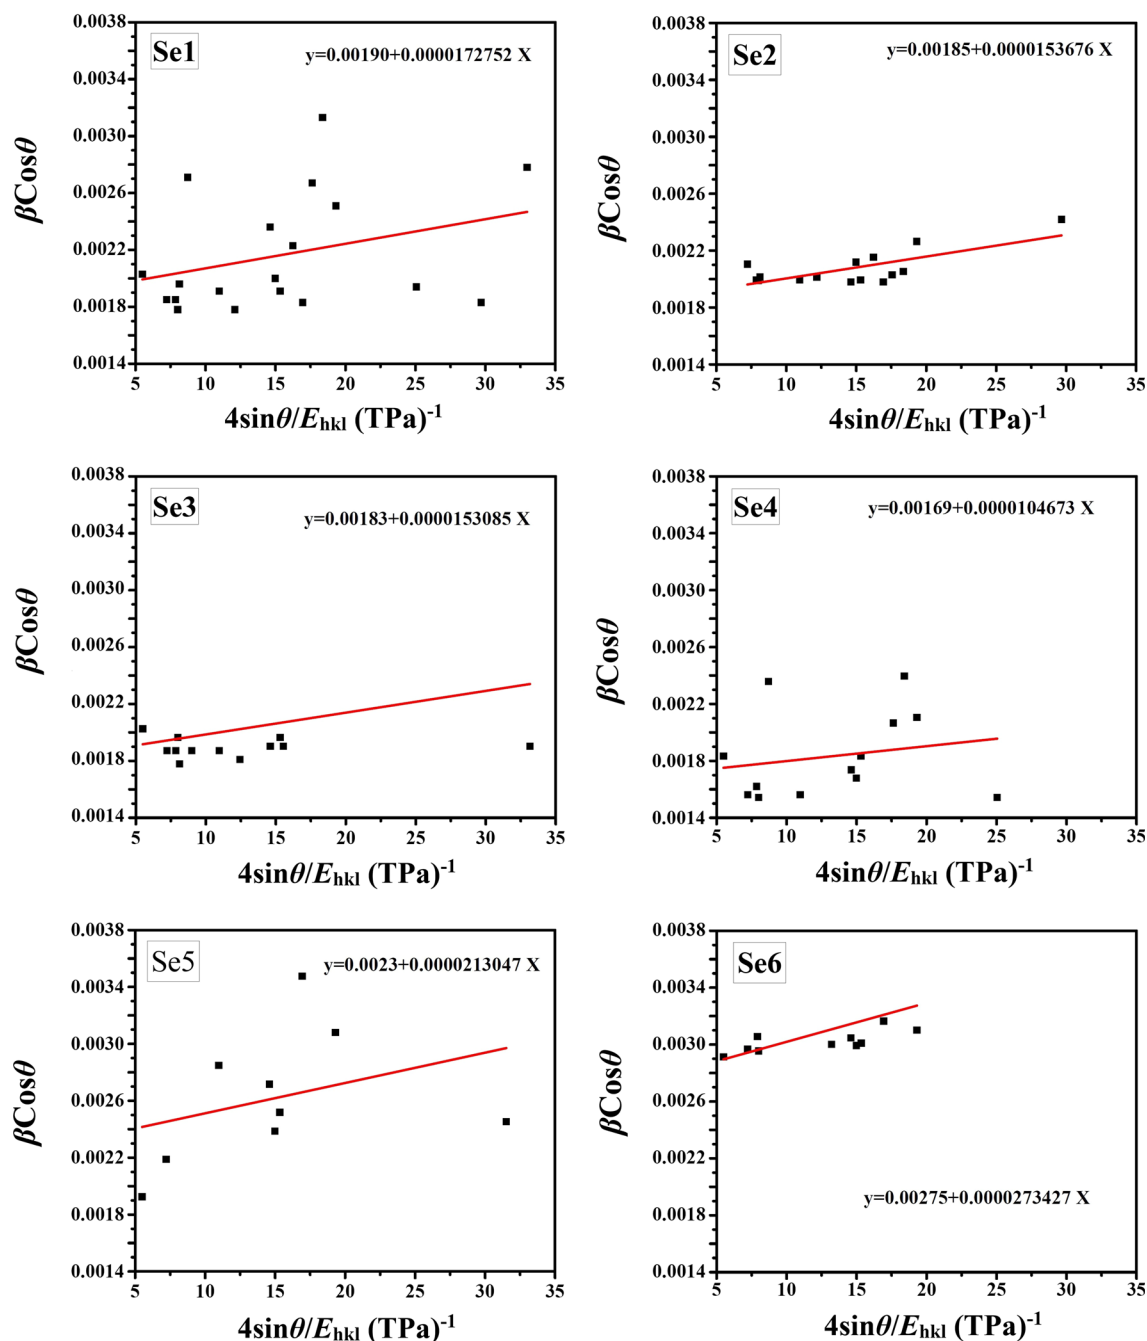 Se1
y=0.00190+0.0000172752 X
0.0038
0.0034
0.0030
0.0026
0.0022
0.0018
0.0014
βCosθ
5 10 15 20 25 30 35
4sinθ/E_hkl (TPa)^-1
Se2
y=0.00185+0.0000153676 X
0.0038
0.0034
0.0030
0.0026
0.0022
0.0018
0.0014
βCosθ
5 10 15 20 25 30 35
4sinθ/E_hkl (TPa)^-1
Se3
y=0.00183+0.0000153085 X
0.0038
0.0034
0.0030
0.0026
0.0022
0.0018
0.0014
βCosθ
5 10 15 20 25 30 35
4sinθ/E_hkl (TPa)^-1
Se4
y=0.00169+0.0000104673 X
0.0038
0.0034
0.0030
0.0026
0.0022
0.0018
0.0014
βCosθ
5 10 15 20 25 30 35
4sinθ/E_hkl (TPa)^-1
Se5
y=0.0023+0.0000213047 X
0.0038
0.0034
0.0030
0.0026
0.0022
0.0018
0.0014
βCosθ
5 10 15 20 25 30 35
4sinθ/E_hkl (TPa)^-1
Se6
y=0.00275+0.0000273427 X
0.0038
0.0034
0.0030
0.0026
0.0022
0.0018
0.0014
βCosθ
5 10 15 20 25 30 35
4sinθ/E_hkl (TPa)^-1